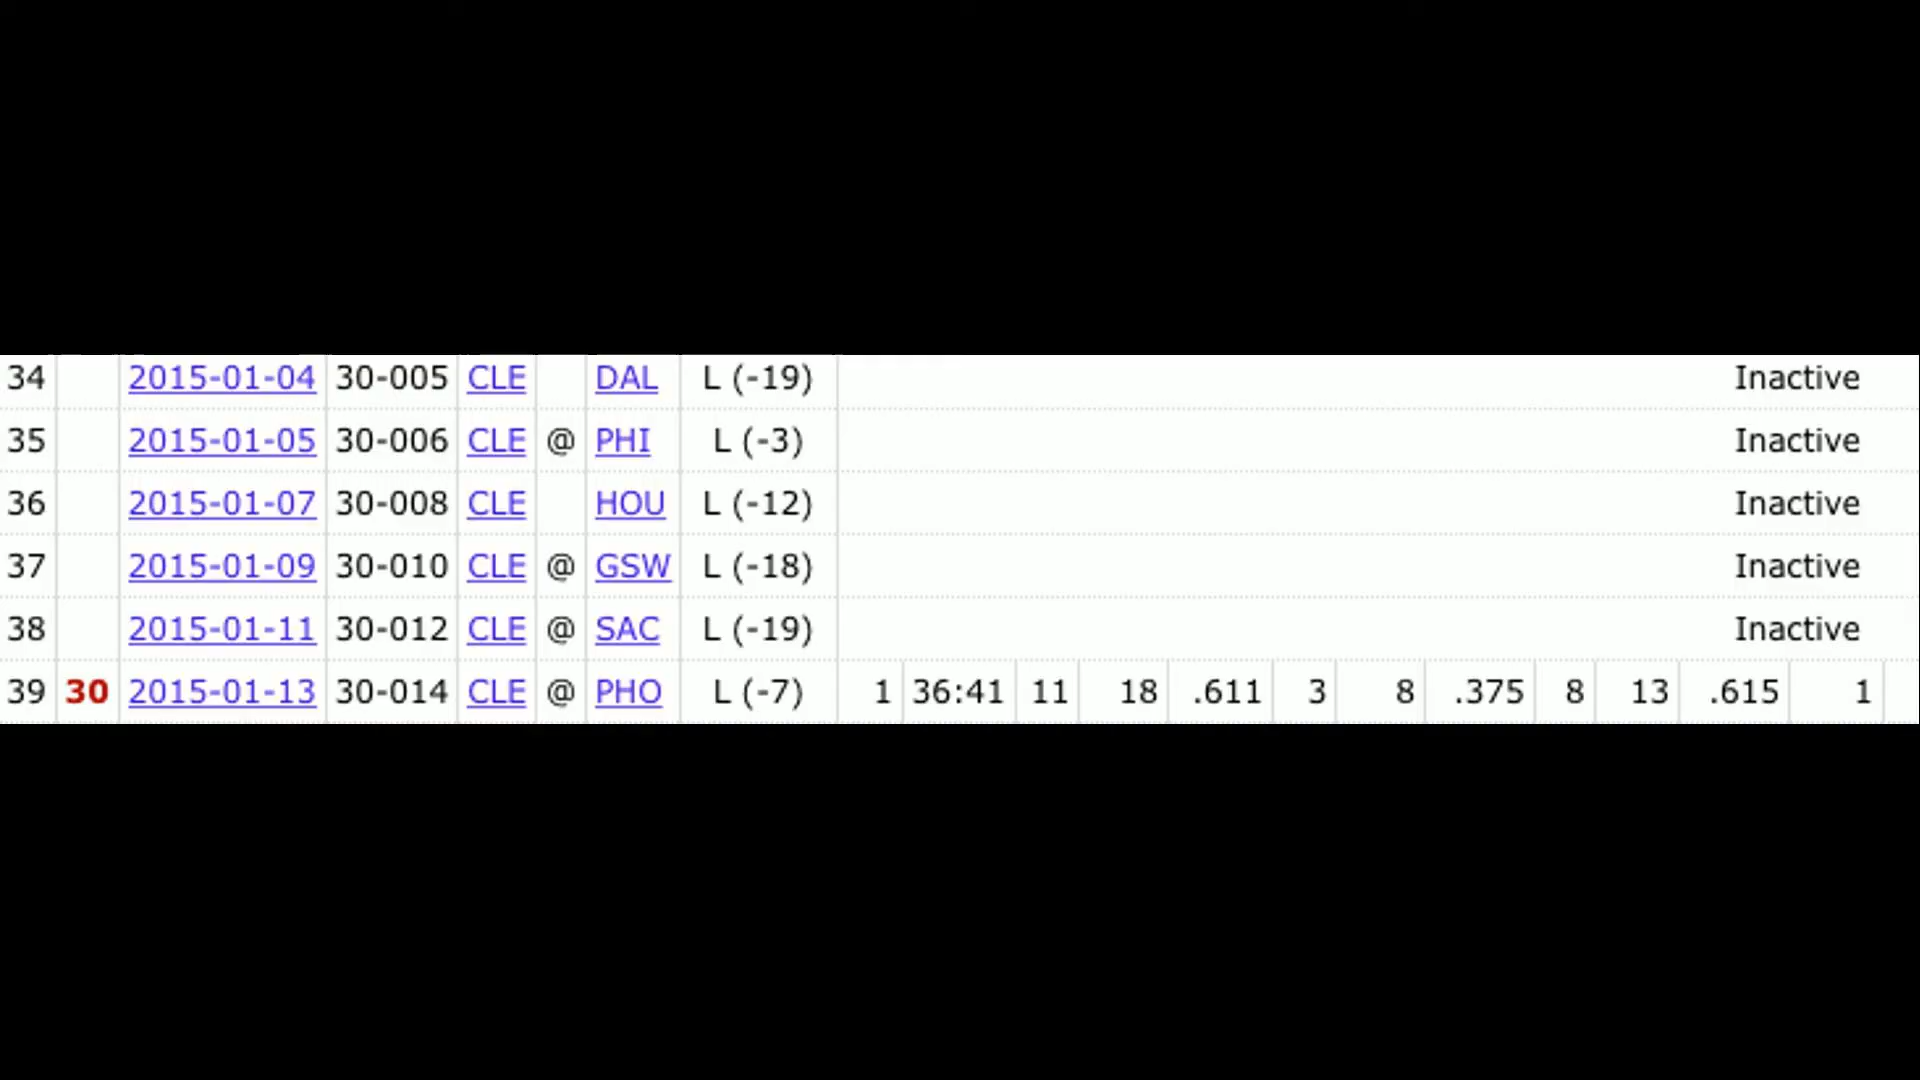 34 2015-01-04 30-005 CLE DAL L (-19) Inactive
35 2015-01-05 30-006 CLE @ PHI L (-3) Inactive
36 2015-01-07 30-008 CLE HOU L (-12) Inactive
37 2015-01-09 30-010 CLE @ GSW L (-18) Inactive
38 2015-01-11 30-012 CLE @ SAC L (-19) Inactive
39 30 2015-01-13 30-014 CLE @ PHO L (-7) 1 36:41 11 18 .611 3 8 .375 8 13 .615 1